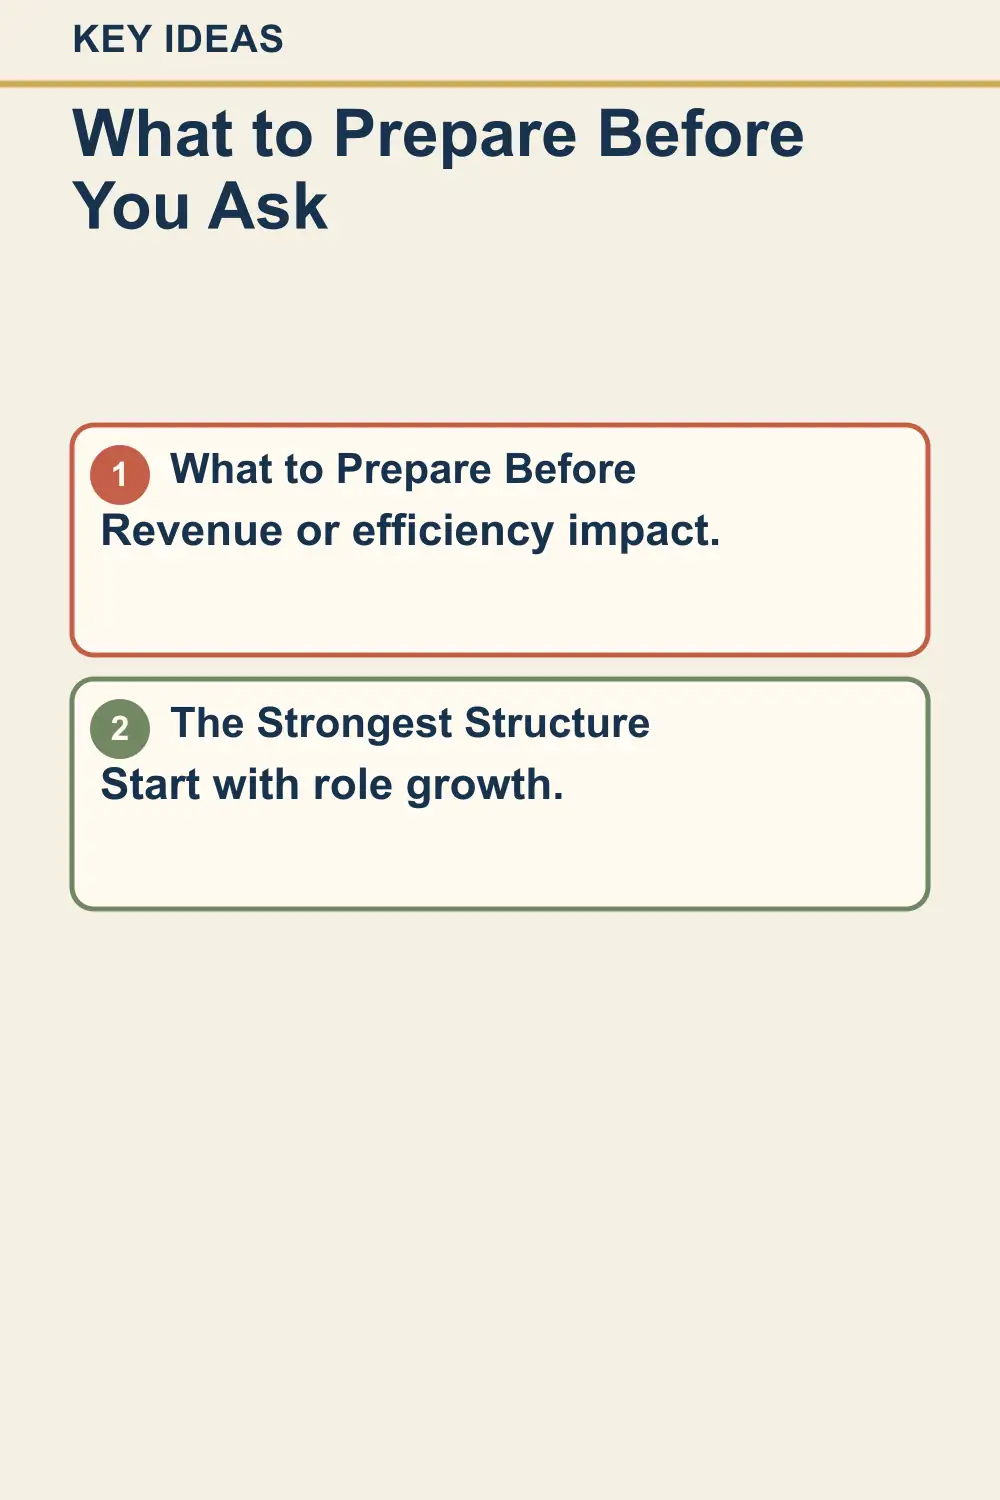 KEY IDEAS
What to Prepare Before
You Ask
1 What to Prepare Before
Revenue or efficiency impact.
2 The Strongest Structure
Start with role growth.